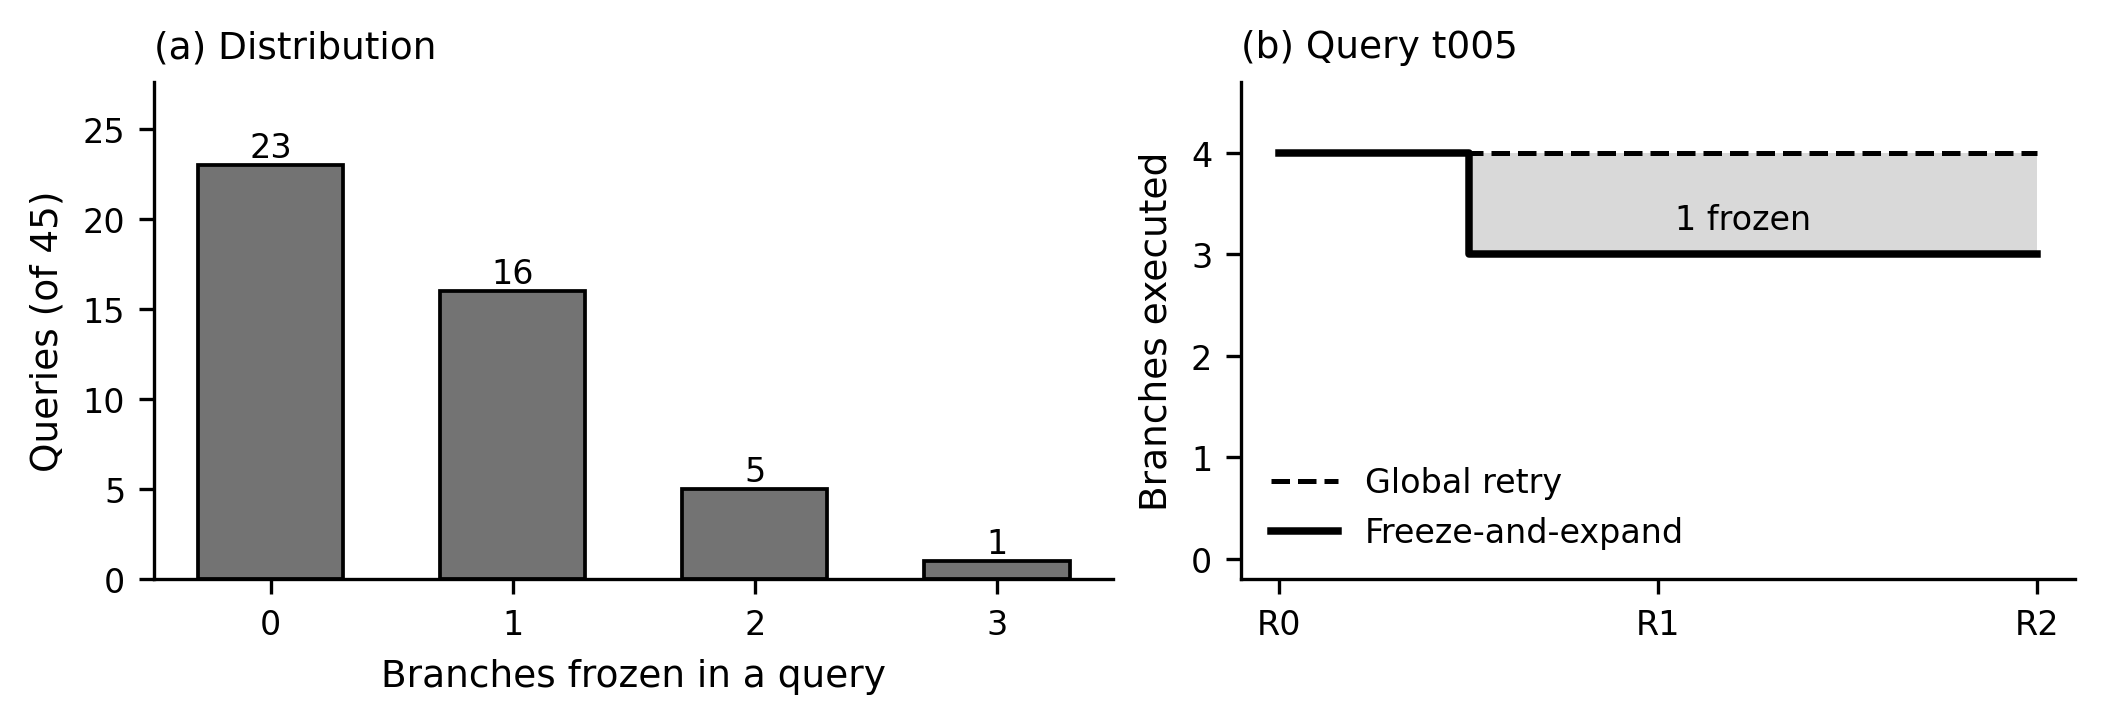 (a) Distribution
Queries (of 45)
25
20
15
10
5
0
23
16
5
1
0
1
2
3
Branches frozen in a query
(b) Query t005
Branches executed
4
3
2
1
0
1 frozen
Global retry
Freeze-and-expand
R0
R1
R2